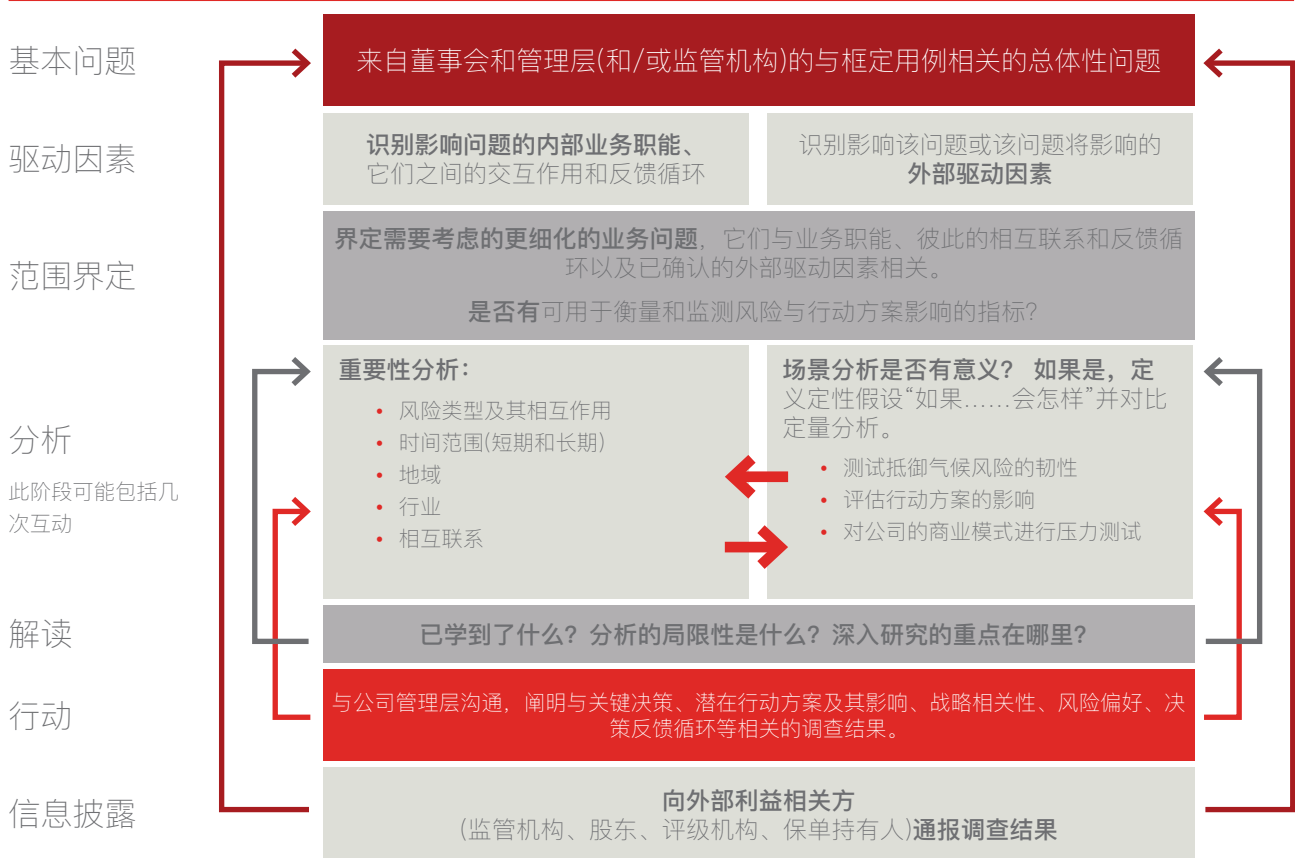 基本问题
来自董事会和管理层(和/或监管机构)的与框定用例相关的总体性问题
驱动因素
识别影响问题的内部业务职能、
它们之间的交互作用和反馈循环
识别影响该问题或该问题将影响的
外部驱动因素
范围界定
界定需要考虑的更细化的业务问题，它们与业务职能、彼此的相互联系和反馈循
环以及已确认的外部驱动因素相关。
是否有可用于衡量和监测风险与行动方案影响的指标？
分析
此阶段可能包括几
次互动
重要性分析：
• 风险类型及其相互作用
• 时间范围(短期和长期)
• 地域
• 行业
• 相互联系
场景分析是否有意义？ 如果是，定
义定性假设“如果……会怎样”并对比
定量分析。
• 测试抵御气候风险的韧性
• 评估行动方案的影响
• 对公司的商业模式进行压力测试
解读
已学到了什么？分析的局限性是什么？深入研究的重点在哪里？
行动
与公司管理层沟通，阐明与关键决策、潜在行动方案及其影响、战略相关性、风险偏好、决
策反馈循环等相关的调查结果。
信息披露
向外部利益相关方
(监管机构、股东、评级机构、保单持有人)通报调查结果